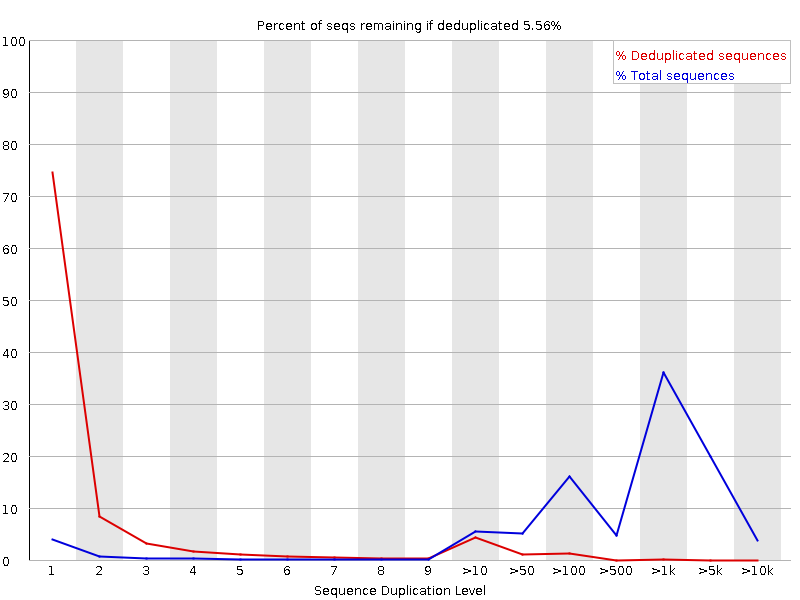 Percent of seqs remaining if deduplicated 5.56%
% Deduplicated sequences
% Total sequences
100
90
80
70
60
50
40
30
20
10
0
1 2 3 4 5 6 7 8 9 >10 >50 >100 >500 >1k >5k >10k
Sequence Duplication Level